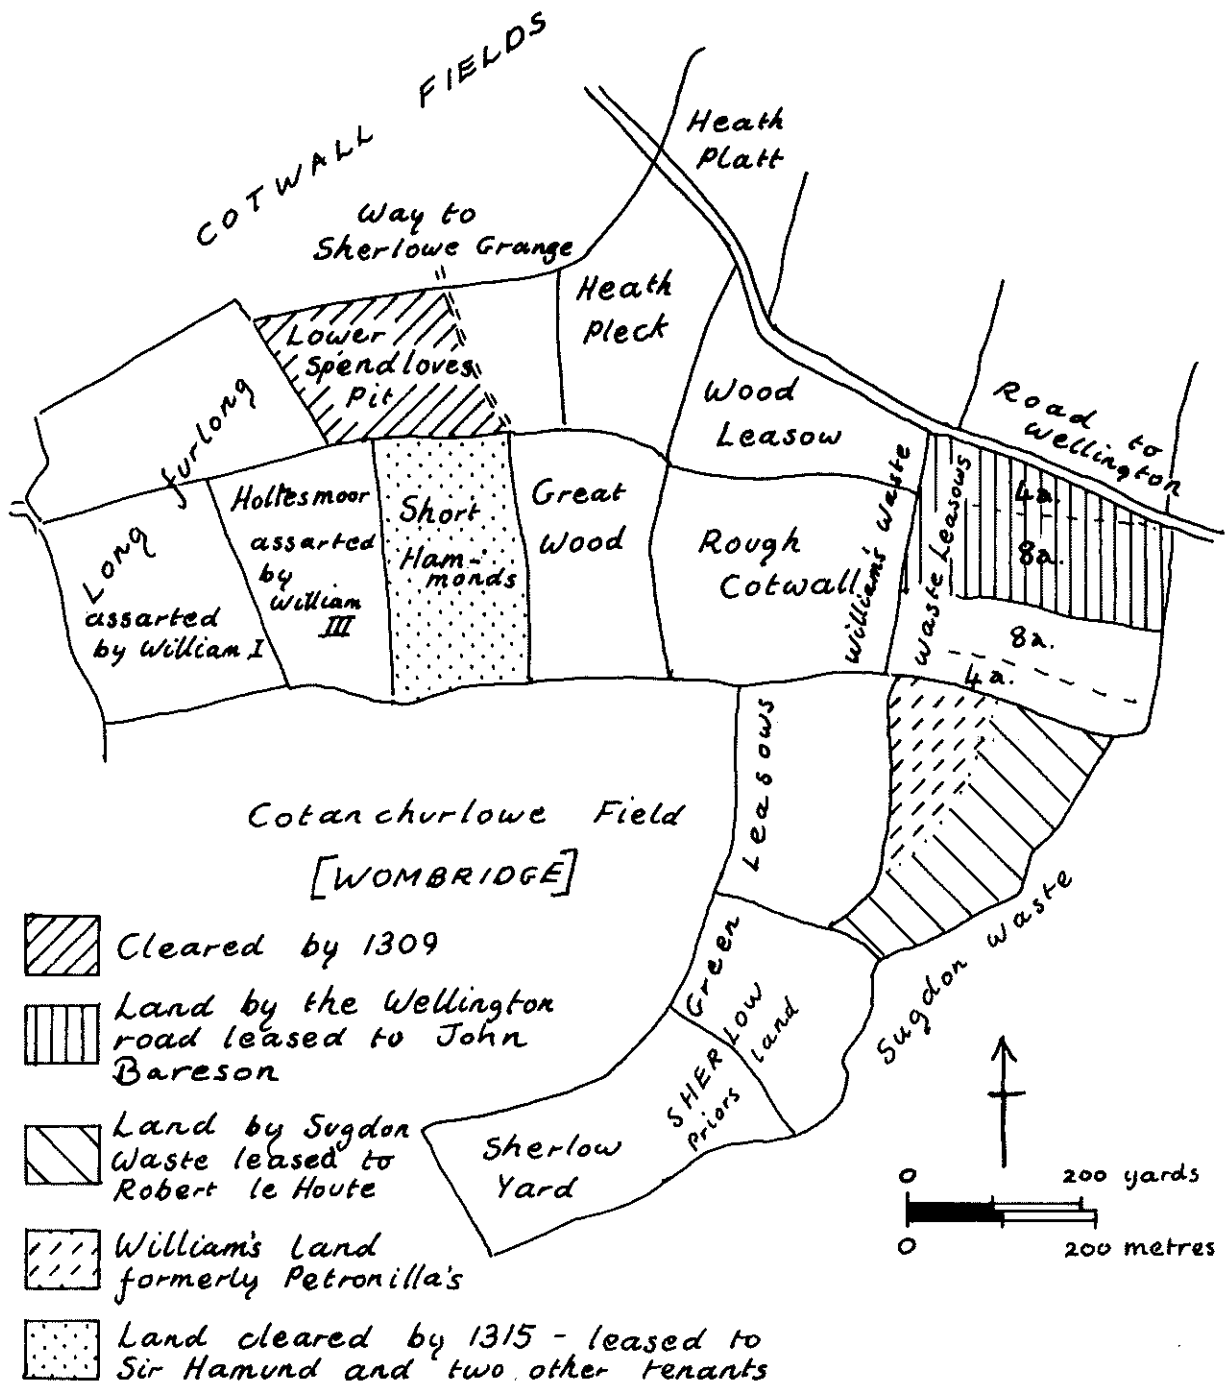 COTWALL FIELDS
Heath
Platt
Way to
Sherlowe Grange
Heath
Pleck
Lower
Spendloves
Pit
Wood
Leasow
Road to
Wellington
Long furlong
assarted
by William I
Holtesmoor
assarted
by
William
III
Short
Ham-
monds
Great
Wood
Rough
Cotwall
William's Waste
Waste Leasows
4a.
8a.
8a.
4a.
Cotanchurlowe Field
[WOMBRIDGE]
Green Leasows
SHERLOW
Priors land
Sherlow
Yard
Sugdon Waste
Cleared by 1309
Land by the Wellington
road leased to John
Bareson
Land by Sugdon
Waste leased to
Robert le Houte
William's land
formerly Petronilla's
Land cleared by 1315 - leased to
Sir Hamund and two other tenants
0 200 yards
0 200 metres